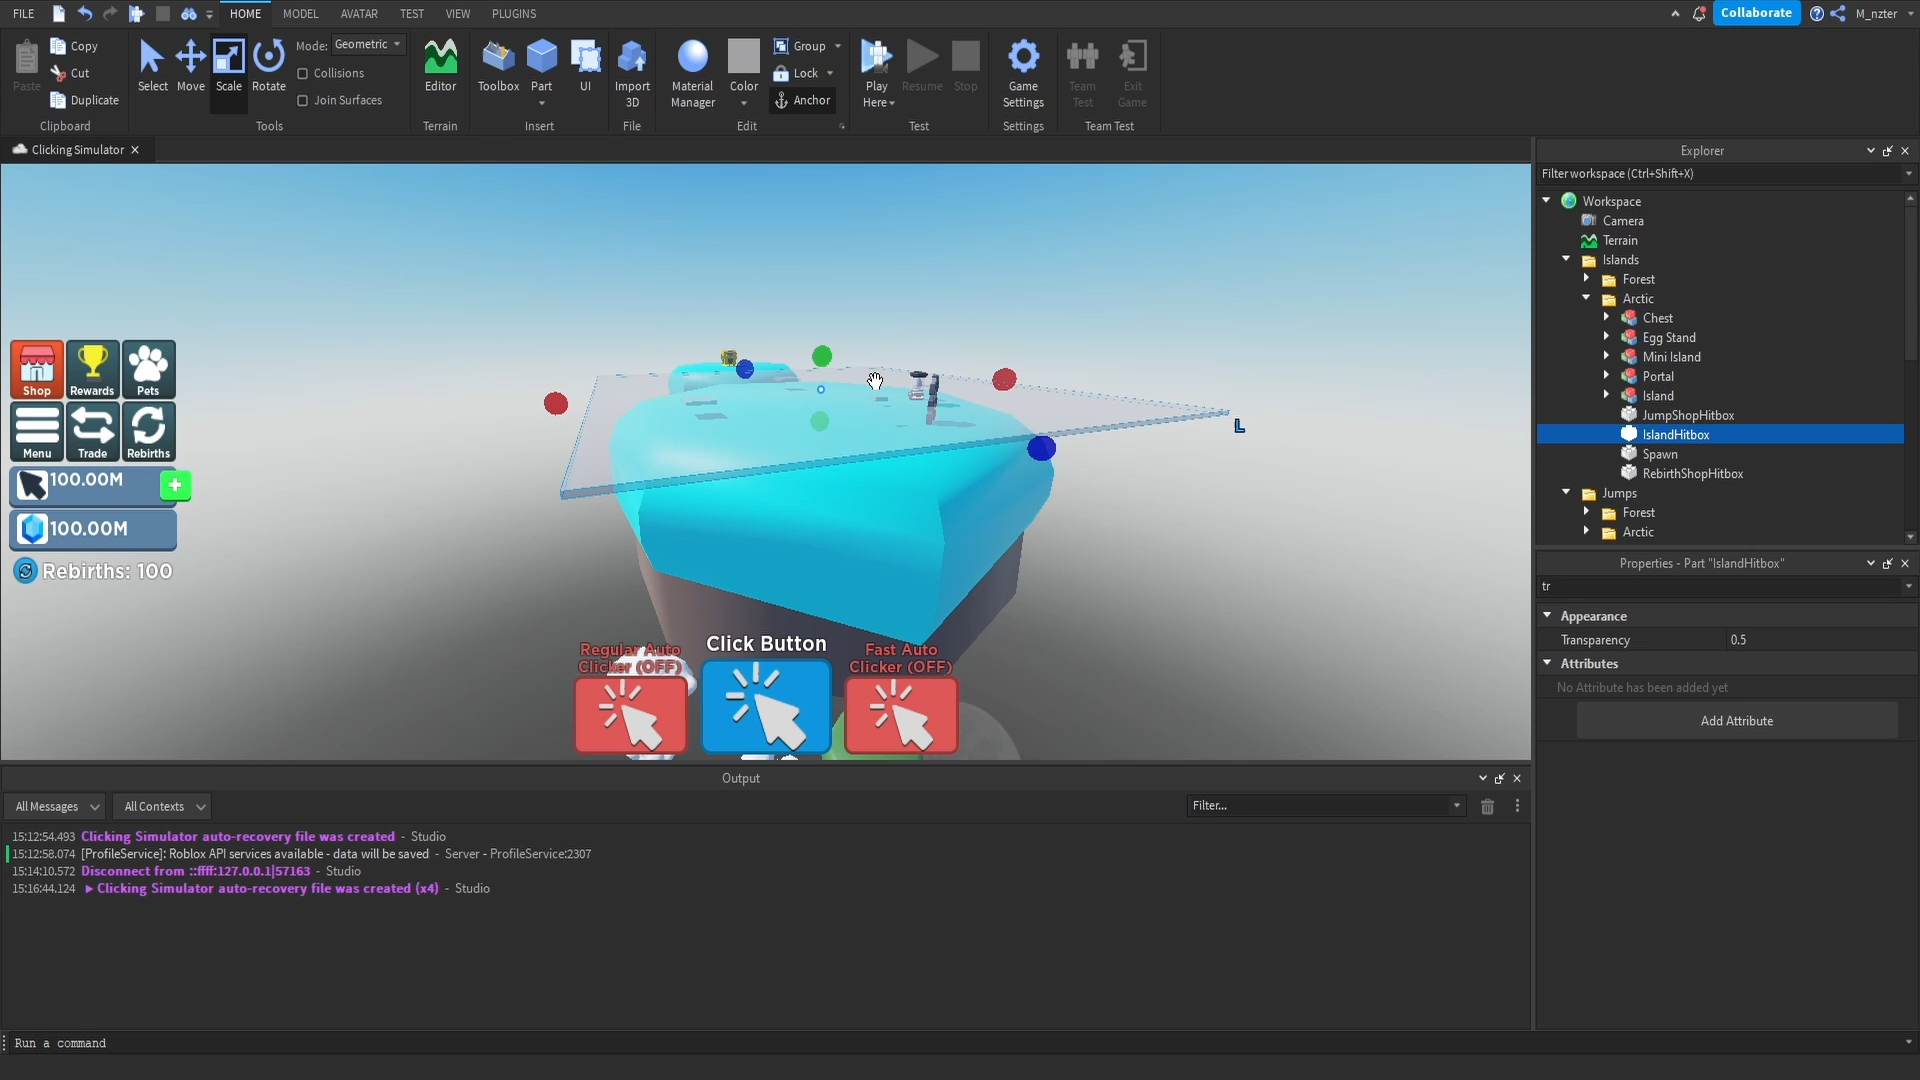 FILE HOME MODEL AVATAR TEST VIEW PLUGINS Collaborate M_nzter
Paste Copy Cut Duplicate Clipboard
Select Move Scale Rotate Mode: Geometric Collisions Join Surfaces Tools
Editor Terrain
Toolbox Part UI Insert
Import 3D File
Material Manager Color Group Lock Anchor Edit
Play Here Resume Stop Test
Game Settings Settings
Team Test Exit Game Team Test
Clicking Simulator
Shop Rewards Pets
Menu Trade Rebirths
100.00M
100.00M
Rebirths: 100
L
Regular Auto Clicker (OFF)
Click Button
Fast Auto Clicker (OFF)
Explorer
Filter workspace (Ctrl+Shift+X)
Workspace
Camera
Terrain
Islands
Forest
Arctic
Chest
Egg Stand
Mini Island
Portal
Island
JumpShopHitbox
IslandHitbox
Spawn
RebirthShopHitbox
Jumps
Forest
Arctic
Properties - Part "IslandHitbox"
tr
Appearance
Transparency 0.5
Attributes
No Attribute has been added yet
Add Attribute
Output
All Messages All Contexts Filter...
15:12:54.493 Clicking Simulator auto-recovery file was created - Studio
15:12:58.074 [ProfileService]: Roblox API services available - data will be saved - Server - ProfileService:2307
15:14:10.572 Disconnect from ::ffff:127.0.0.1|57163 - Studio
15:16:44.124 Clicking Simulator auto-recovery file was created (x4) - Studio
Run a command